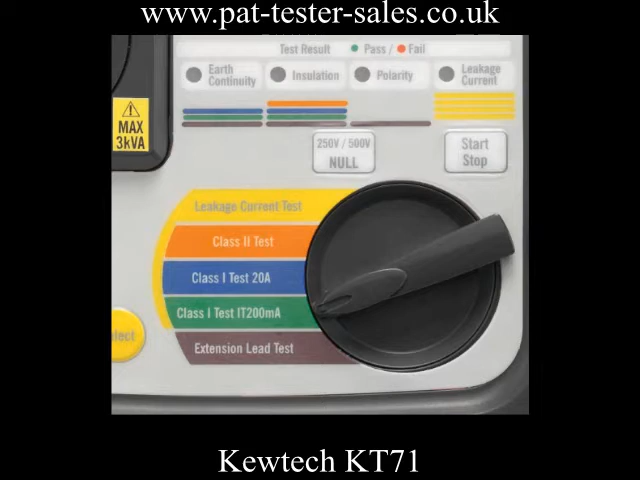 www.pat-tester-sales.co.uk
Test Result Pass / Fail
Earth
Continuity
Insulation
Polarity
Leakage
Current
MAX
3kVA
250V / 500V
NULL
Start
Stop
Leakage Current Test
Class II Test
Class I Test 20A
Class I Test IT200mA
Extension Lead Test
Kewtech KT71